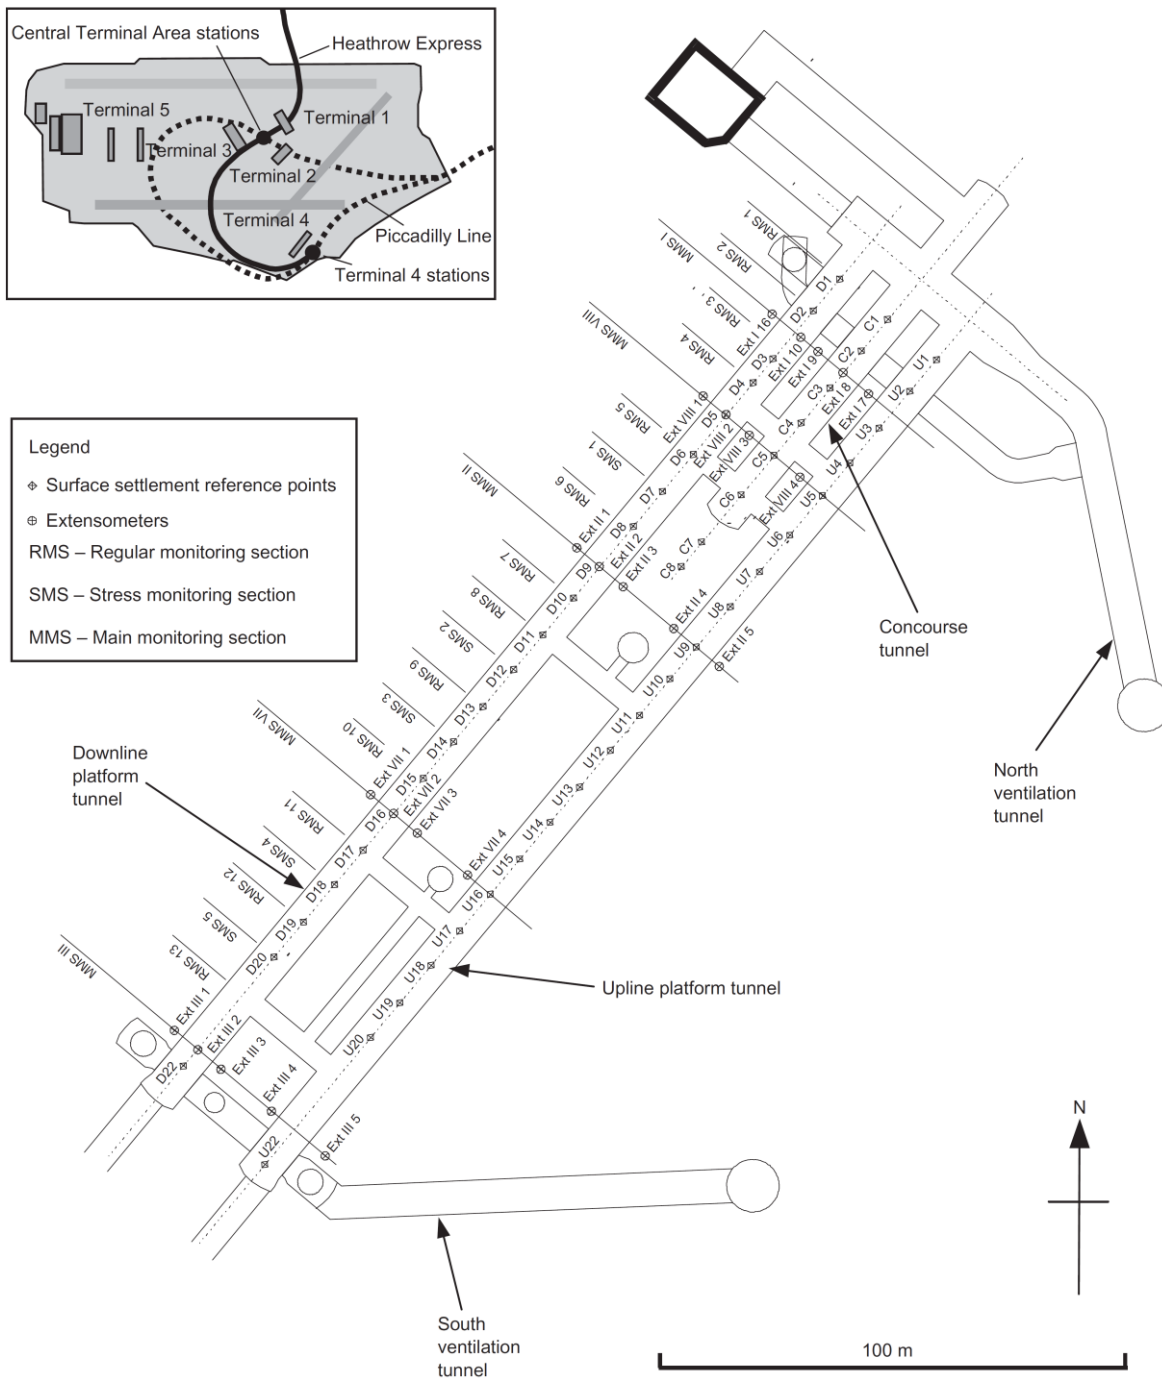 Central Terminal Area stations
Heathrow Express
Terminal 5
Terminal 1
Terminal 3
Terminal 2
Terminal 4
Piccadilly Line
Terminal 4 stations
Legend
Surface settlement reference points
Extensometers
RMS – Regular monitoring section
SMS – Stress monitoring section
MMS – Main monitoring section
RMS 1
RMS 2
MMS I
RMS 3
RMS 4
MMS VIII
RMS 5
SMS 1
MMS II
RMS 6
RMS 7
RMS 8
SMS 2
RMS 9
SMS 3
MMS VII
RMS 10
RMS 11
SMS 4
RMS 12
SMS 5
RMS 13
MMS III
D1
D2
D3
D4
D5
D6
D7
D8
D9
D10
D11
D12
D13
D14
D15
D16
D17
D18
D19
D20
D22
C1
C2
C3
C4
C5
C6
C7
C8
U1
U2
U3
U4
U5
U6
U7
U8
U9
U10
U11
U12
U13
U14
U15
U16
U17
U18
U19
U20
U22
Ext I 16
Ext I 10
Ext I 9
Ext I 8
Ext I 7
Ext VIII 1
Ext VIII 2
Ext VIII 3
Ext VIII 4
Ext II 1
Ext II 2
Ext II 3
Ext II 4
Ext II 5
Ext VII 1
Ext VII 2
Ext VII 3
Ext VII 4
Ext III 1
Ext III 2
Ext III 3
Ext III 4
Ext III 5
Concourse
tunnel
North
ventilation
tunnel
Downline
platform
tunnel
Upline platform tunnel
South
ventilation
tunnel
N
100 m